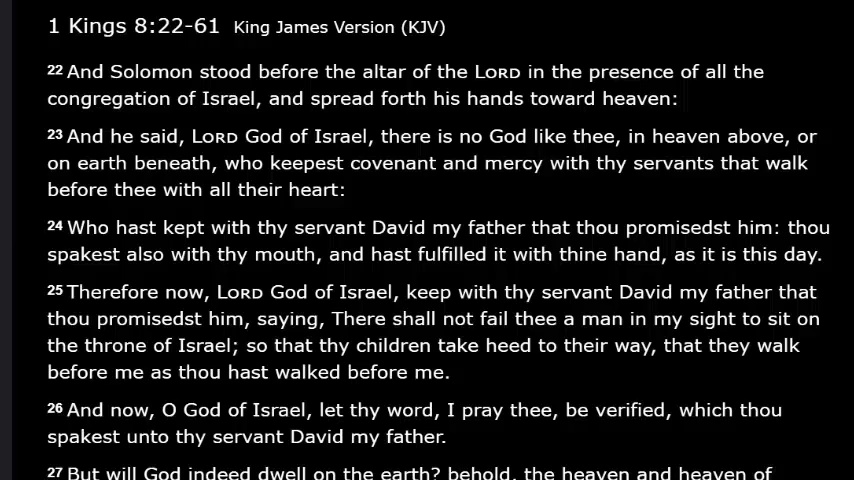 1 Kings 8:22-61 King James Version (KJV)
22 And Solomon stood before the altar of the LORD in the presence of all the
congregation of Israel, and spread forth his hands toward heaven:
23 And he said, LORD God of Israel, there is no God like thee, in heaven above, or
on earth beneath, who keepest covenant and mercy with thy servants that walk
before thee with all their heart:
24 Who hast kept with thy servant David my father that thou promisedst him: thou
spakest also with thy mouth, and hast fulfilled it with thine hand, as it is this day.
25 Therefore now, LORD God of Israel, keep with thy servant David my father that
thou promisedst him, saying, There shall not fail thee a man in my sight to sit on
the throne of Israel; so that thy children take heed to their way, that they walk
before me as thou hast walked before me.
26 And now, O God of Israel, let thy word, I pray thee, be verified, which thou
spakest unto thy servant David my father.
27 But will God indeed dwell on the earth? behold, the heaven and heaven of